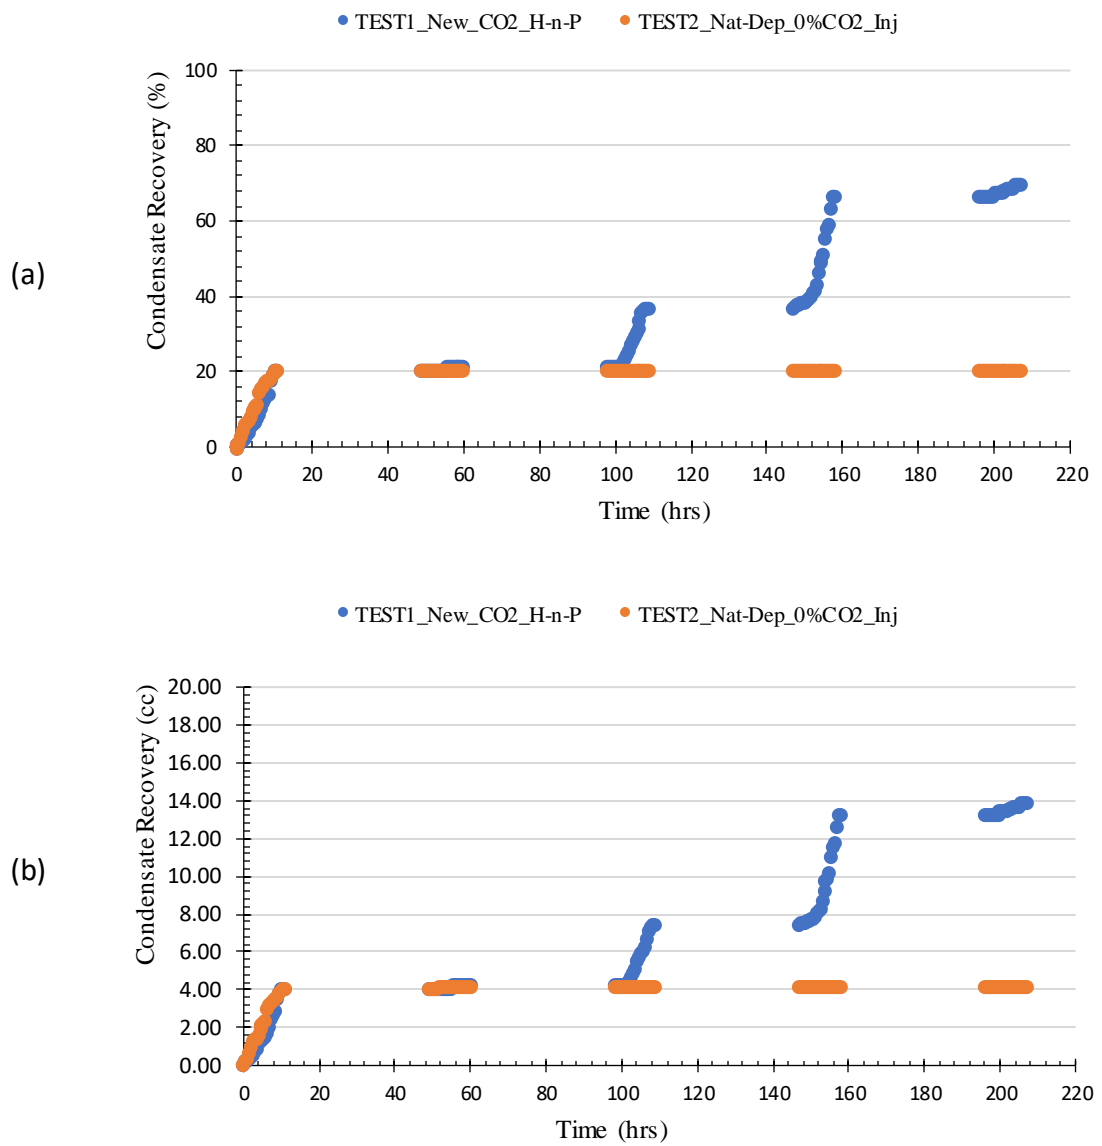 TEST1_New_CO2_H-n-P TEST2_Nat-Dep_0%CO2_Inj
100
80
60
40
20
0
Condensate Recovery (%)
(a)
0 20 40 60 80 100 120 140 160 180 200 220
Time (hrs)
TEST1_New_CO2_H-n-P TEST2_Nat-Dep_0%CO2_Inj
20.00
18.00
16.00
14.00
12.00
10.00
8.00
6.00
4.00
2.00
0.00
Condensate Recovery (cc)
(b)
0 20 40 60 80 100 120 140 160 180 200 220
Time (hrs)